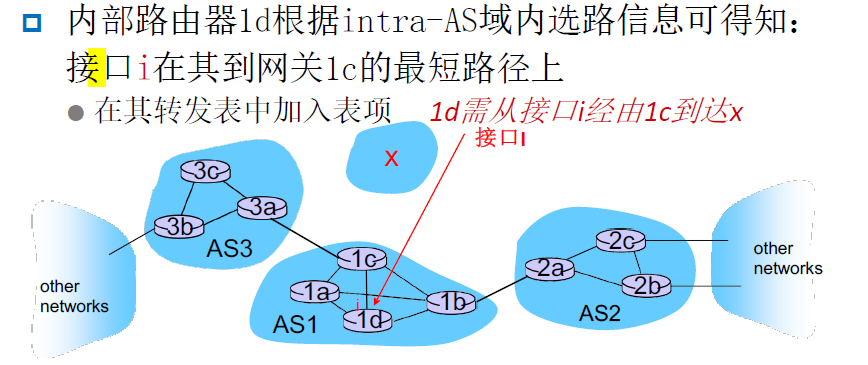 内部路由器1d根据intra-AS域内选路信息可得知：
接口i在其到网关1c的最短路径上
在其转发表中加入表项 1d需从接口i经由1c到达x
接口I
x
3c
3a
3b
AS3
other
networks
1c
1a
1b
i
1d
AS1
2c
2a
2b
AS2
other
networks